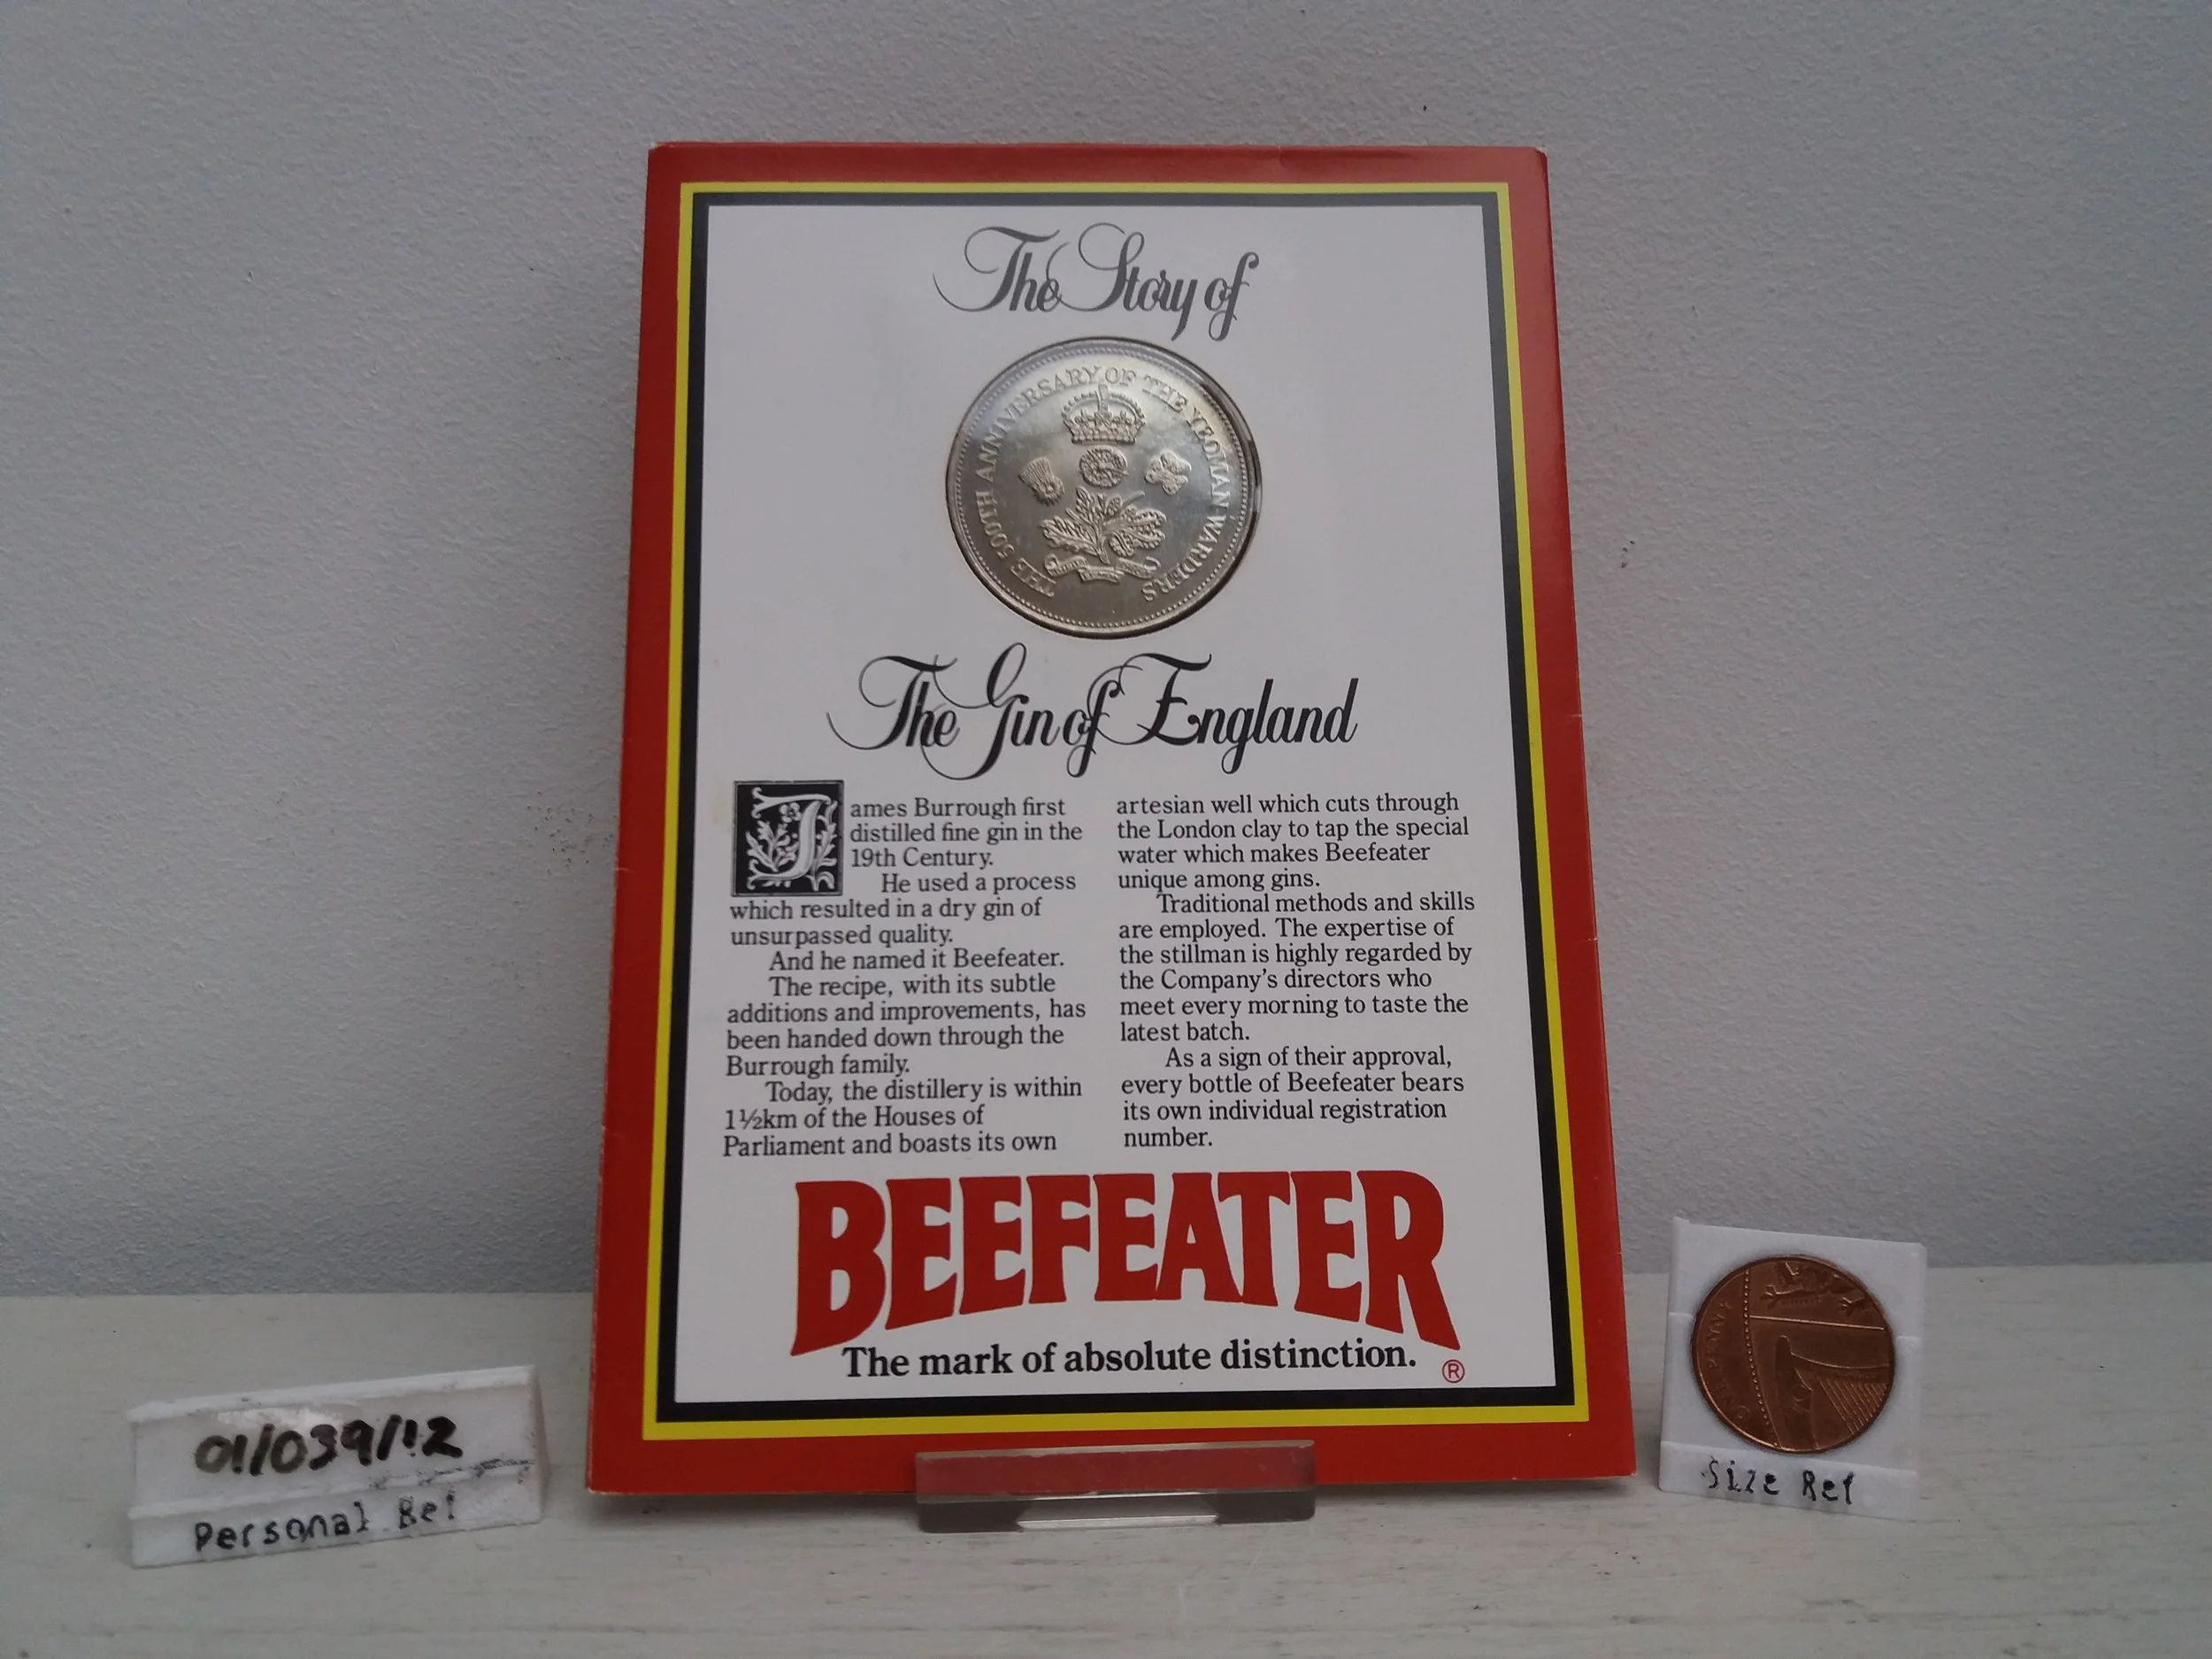 The Story of
THE 500TH ANNIVERSARY OF THE YEOMAN WARDERS
The Gin of England
James Burrough first
distilled fine gin in the
19th Century.
He used a process
which resulted in a dry gin of
unsurpassed quality.
And he named it Beefeater.
The recipe, with its subtle
additions and improvements, has
been handed down through the
Burrough family.
Today, the distillery is within
1½km of the Houses of
Parliament and boasts its own
artesian well which cuts through
the London clay to tap the special
water which makes Beefeater
unique among gins.
Traditional methods and skills
are employed. The expertise of
the stillman is highly regarded by
the Company's directors who
meet every morning to taste the
latest batch.
As a sign of their approval,
every bottle of Beefeater bears
its own individual registration
number.
BEEFEATER
The mark of absolute distinction. ®
01/039/12
Personal Ref
ONE PENNY
Size Ref